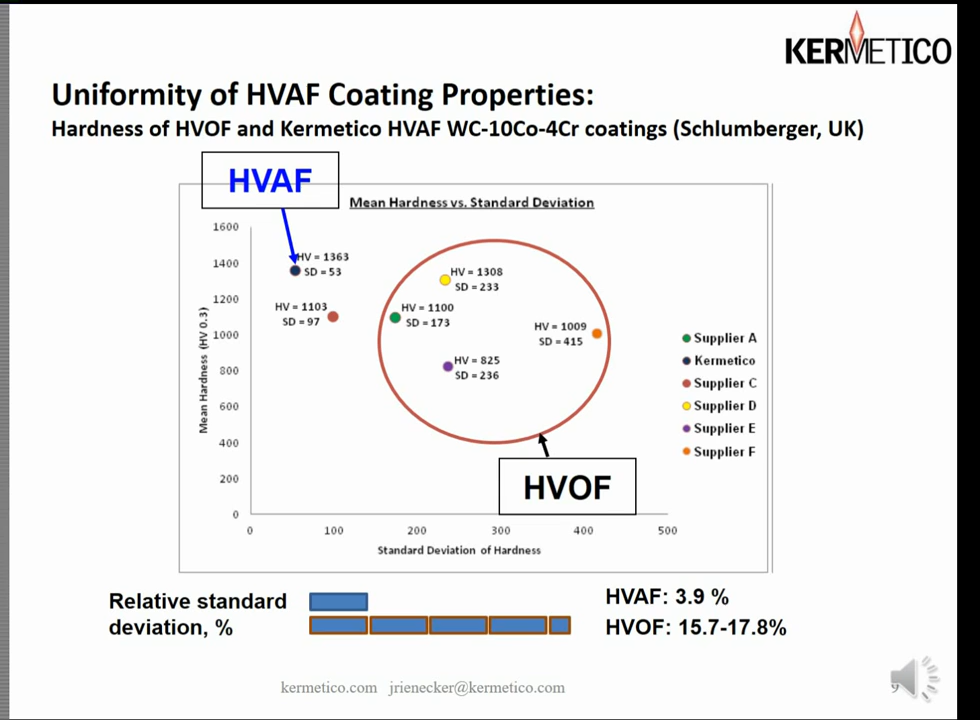 KERMETICO
Uniformity of HVAF Coating Properties:
Hardness of HVOF and Kermetico HVAF WC-10Co-4Cr coatings (Schlumberger, UK)
HVAF
Mean Hardness vs. Standard Deviation
1600
1400
1200
1000
800
600
400
200
0
Mean Hardness (HV 0.3)
HV = 1363
SD = 53
HV = 1103
SD = 97
HV = 1308
SD = 233
HV = 1100
SD = 173
HV = 1009
SD = 415
HV = 825
SD = 236
Supplier A
Kermetico
Supplier C
Supplier D
Supplier E
Supplier F
HVOF
0 100 200 300 400 500
Standard Deviation of Hardness
Relative standard
deviation, %
HVAF: 3.9 %
HVOF: 15.7-17.8%
kermetico.com jrienecker@kermetico.com
9